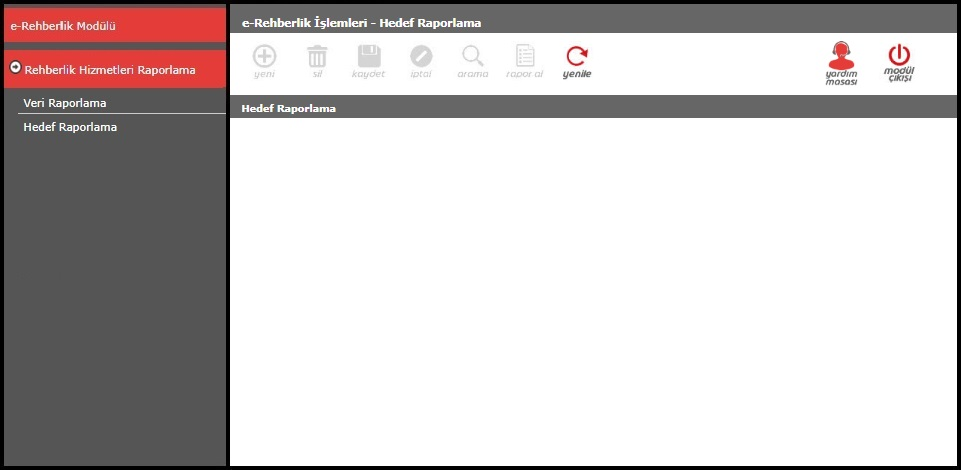 e-Rehberlik Modülü
Rehberlik Hizmetleri Raporlama
Veri Raporlama
Hedef Raporlama
e-Rehberlik İşlemleri - Hedef Raporlama
yeni
sil
kaydet
iptal
arama
rapor al
yenile
yardım
masası
modül
çıkışı
Hedef Raporlama